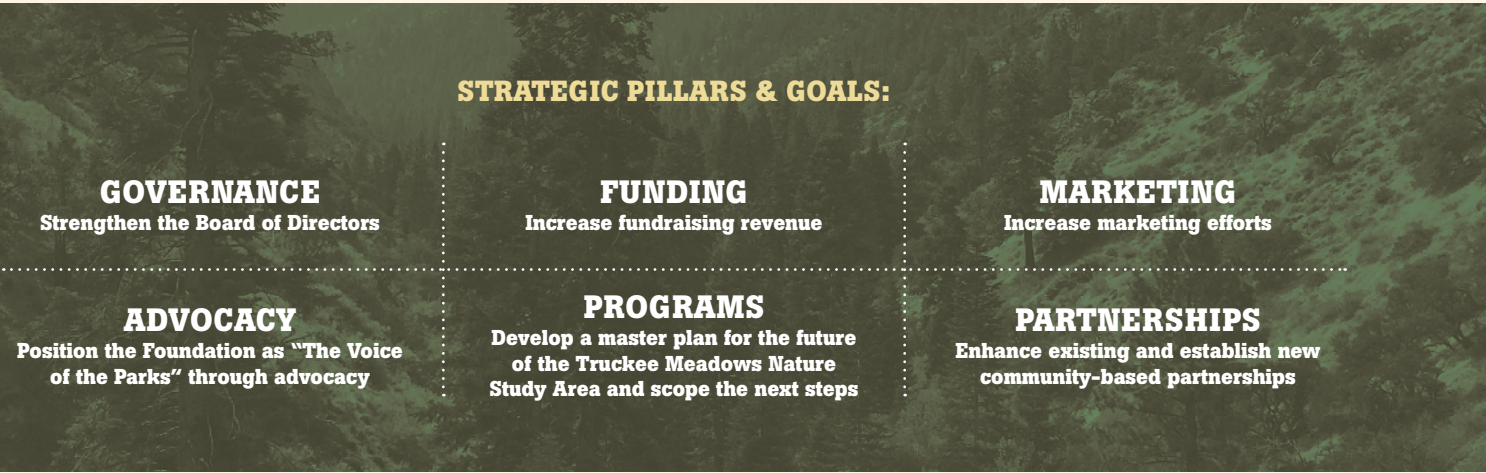 STRATEGIC PILLARS & GOALS:
GOVERNANCE
Strengthen the Board of Directors
FUNDING
Increase fundraising revenue
MARKETING
Increase marketing efforts
ADVOCACY
Position the Foundation as “The Voice
of the Parks” through advocacy
PROGRAMS
Develop a master plan for the future
of the Truckee Meadows Nature
Study Area and scope the next steps
PARTNERSHIPS
Enhance existing and establish new
community-based partnerships